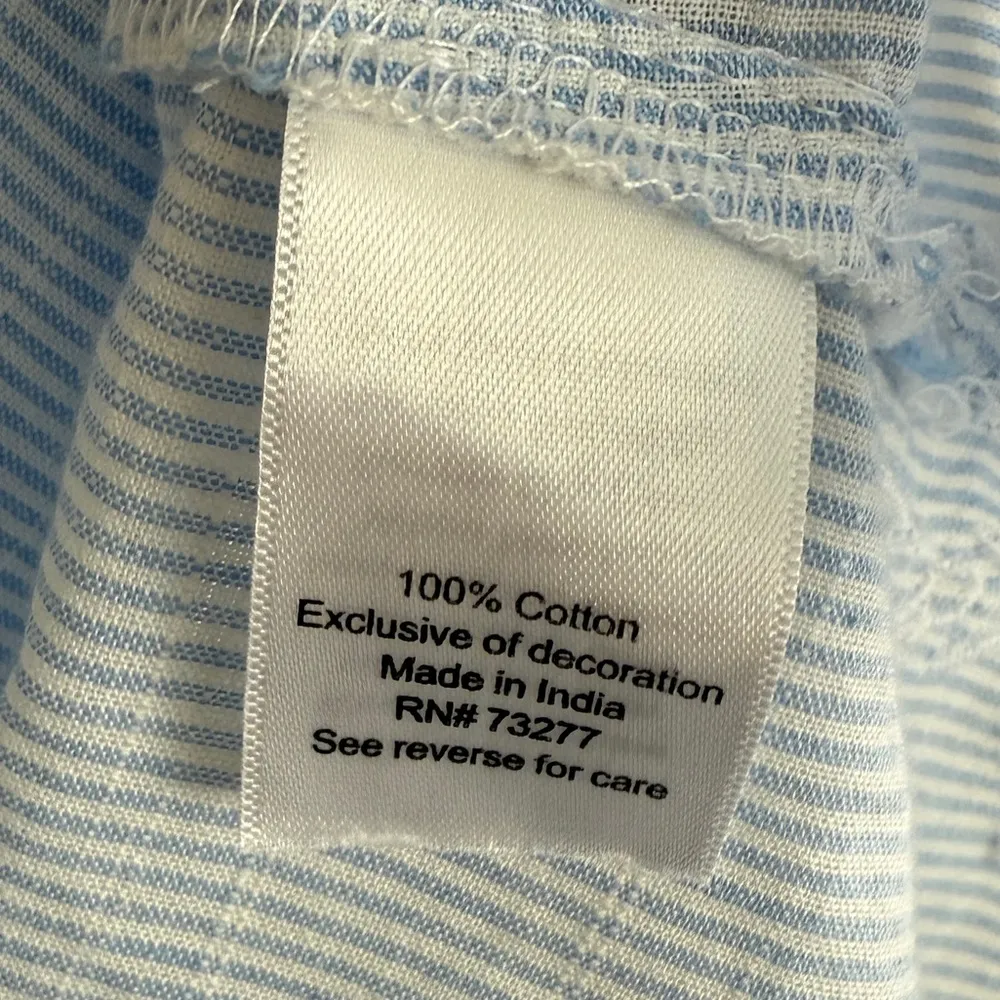 100% Cotton
Exclusive of decoration
Made in India
RN# 73277
See reverse for care